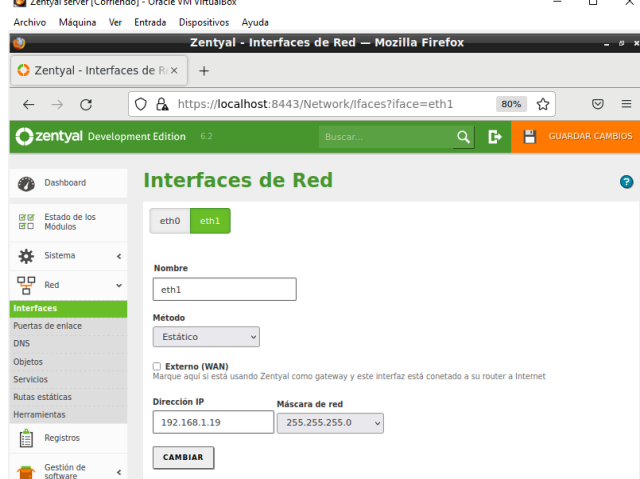 Zentyal server [Corriendo] - Oracle VM VirtualBox
Archivo Máquina Ver Entrada Dispositivos Ayuda
Zentyal - Interfaces de Red — Mozilla Firefox
Zentyal - Interfaces de Re
https://localhost:8443/Network/Ifaces?iface=eth1 80%
zentyal Development Edition 6.2 Buscar... GUARDAR CAMBIOS
Dashboard
Estado de los
Módulos
Sistema
Red
Interfaces
Puertas de enlace
DNS
Objetos
Servicios
Rutas estáticas
Herramientas
Registros
Gestión de
software
Interfaces de Red
eth0 eth1
Nombre
eth1
Método
Estático
Externo (WAN)
Marque aquí si está usando Zentyal como gateway y este interfaz está conetado a su router a Internet
Dirección IP Máscara de red
192.168.1.19 255.255.255.0
CAMBIAR